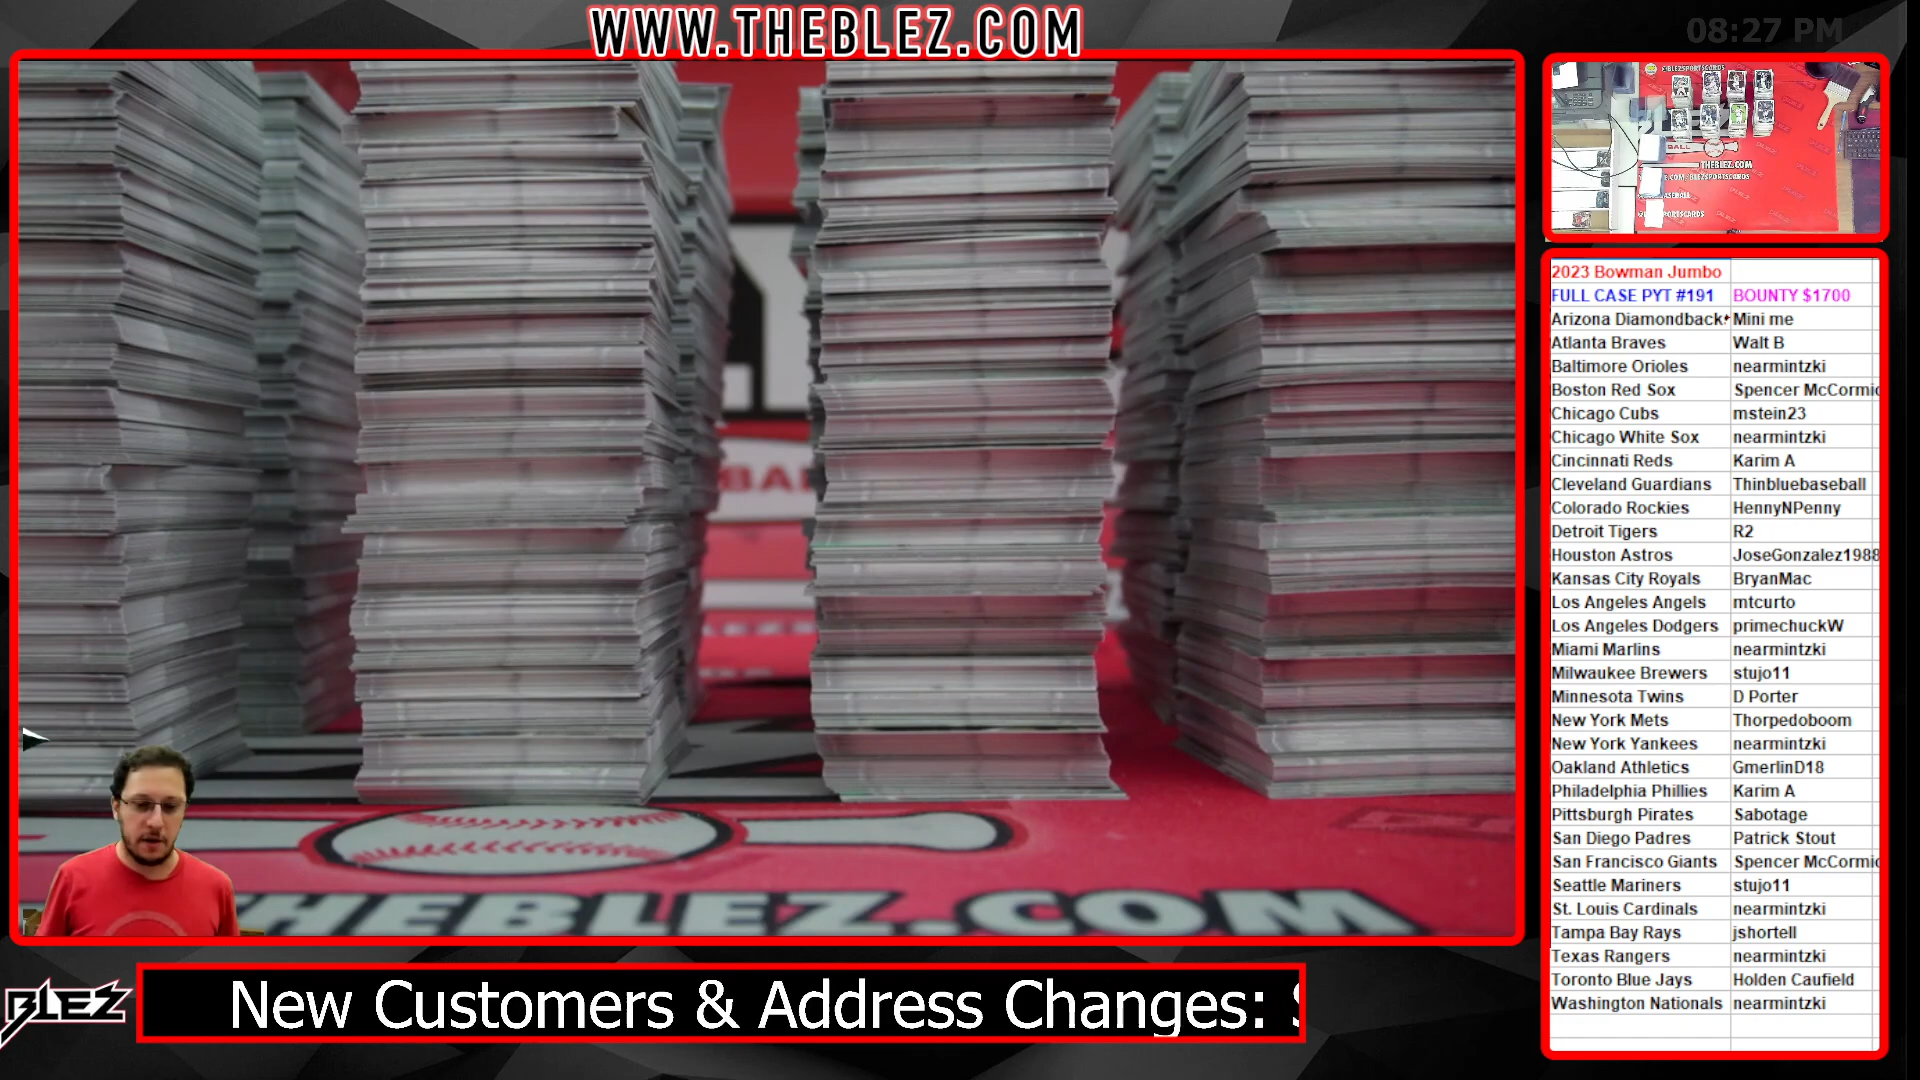 WWW.THEBLEZ.COM
08:27 PM
@BLEZSPORTSCARDS
BALL
THEBLEZ.COM
BA
THEBLEZ.COM
2023 Bowman Jumbo
FULL CASE PYT #191 BOUNTY $1700
Arizona Diamondback Mini me
Atlanta Braves Walt B
Baltimore Orioles nearmintzki
Boston Red Sox Spencer McCormic
Chicago Cubs mstein23
Chicago White Sox nearmintzki
Cincinnati Reds Karim A
Cleveland Guardians Thinbluebaseball
Colorado Rockies HennyNPenny
Detroit Tigers R2
Houston Astros JoseGonzalez1988
Kansas City Royals BryanMac
Los Angeles Angels mtcurto
Los Angeles Dodgers primechuckW
Miami Marlins nearmintzki
Milwaukee Brewers stujo11
Minnesota Twins D Porter
New York Mets Thorpedoboom
New York Yankees nearmintzki
Oakland Athletics GmerlinD18
Philadelphia Phillies Karim A
Pittsburgh Pirates Sabotage
San Diego Padres Patrick Stout
San Francisco Giants Spencer McCormic
Seattle Mariners stujo11
St. Louis Cardinals nearmintzki
Tampa Bay Rays jshortell
Texas Rangers nearmintzki
Toronto Blue Jays Holden Caufield
Washington Nationals nearmintzki
BLEZ
New Customers & Address Changes: